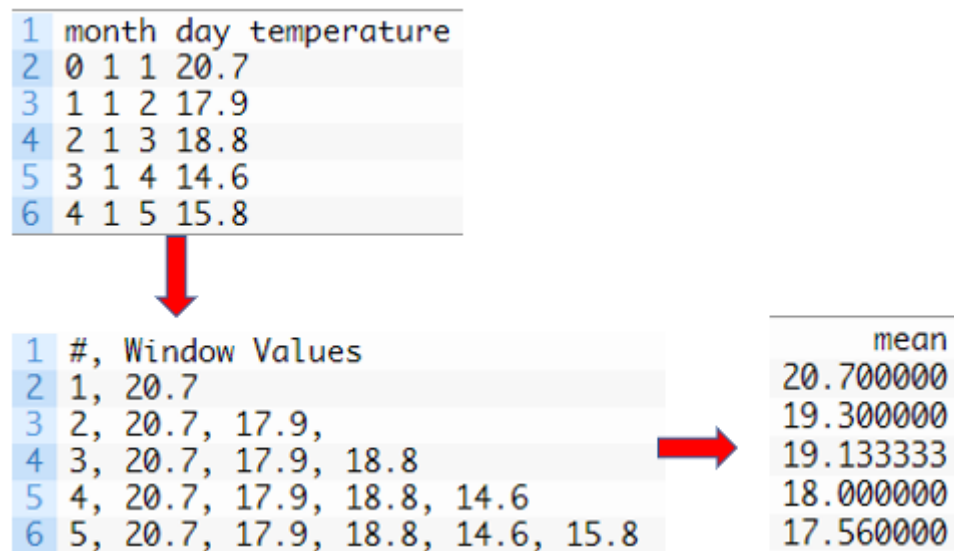 1 month day temperature
2 0 1 1 20.7
3 1 1 2 17.9
4 2 1 3 18.8
5 3 1 4 14.6
6 4 1 5 15.8
1 #, Window Values
2 1, 20.7
3 2, 20.7, 17.9,
4 3, 20.7, 17.9, 18.8
5 4, 20.7, 17.9, 18.8, 14.6
6 5, 20.7, 17.9, 18.8, 14.6, 15.8
mean
20.700000
19.300000
19.133333
18.000000
17.560000